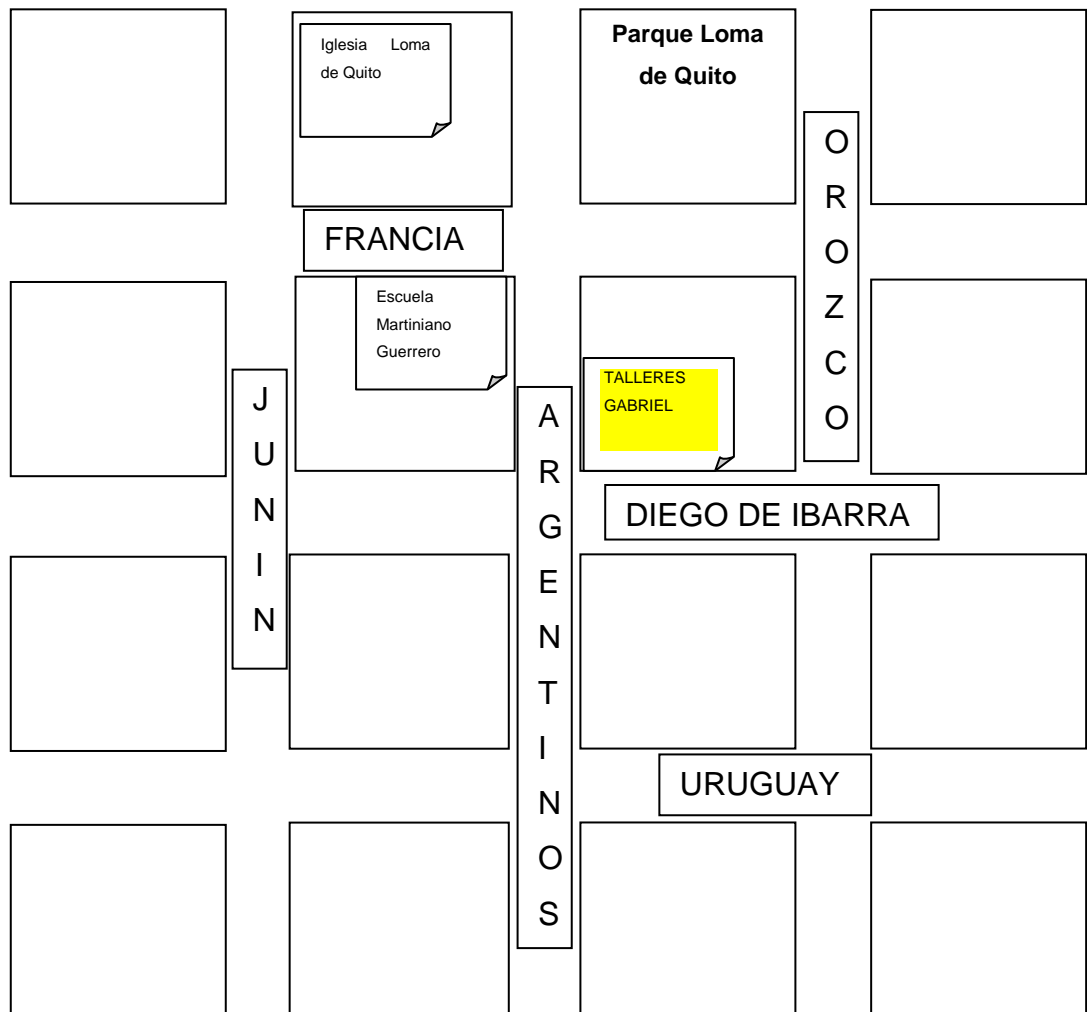 Iglesia Loma
de Quito
Parque Loma
de Quito
OROZCO
FRANCIA
Escuela
Martiniano
Guerrero
TALLERES
GABRIEL
JUNIN
ARGENTINOS
DIEGO DE IBARRA
URUGUAY